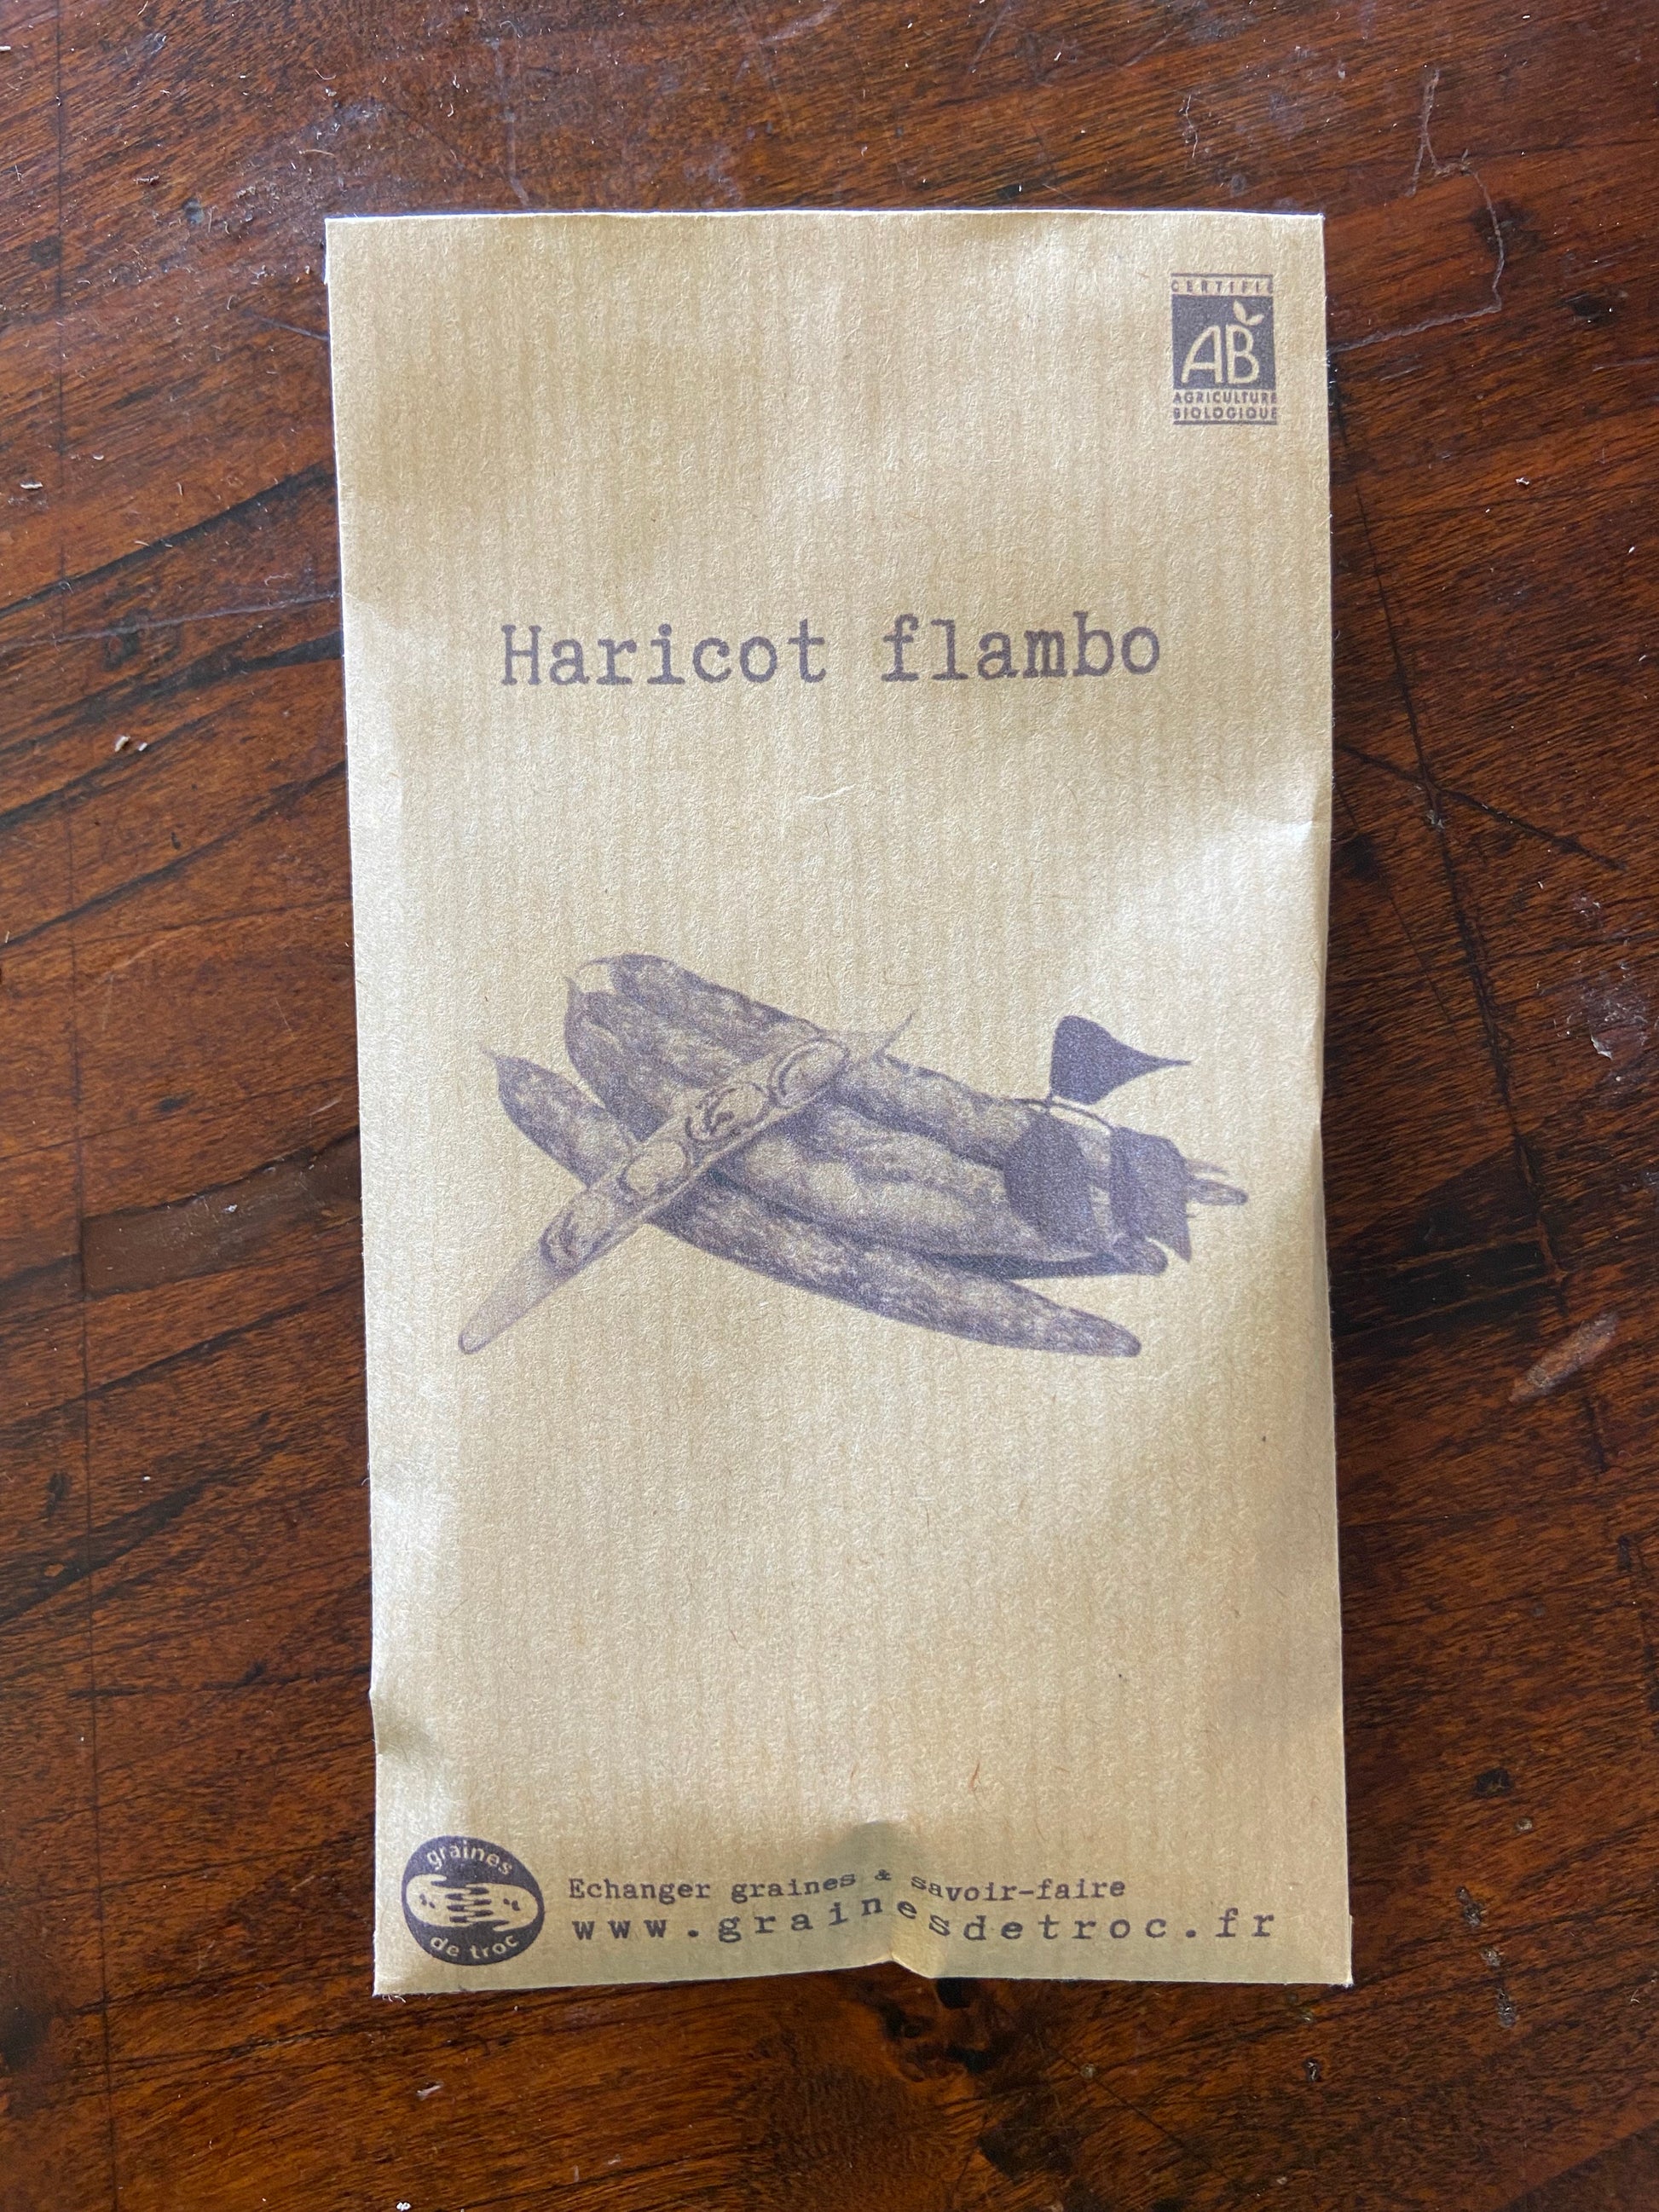 CERTIFIÉ
AB
AGRICULTURE
BIOLOGIQUE
Haricot flambo
graines
de troc
Echanger graines & savoir-faire
www.grainesdetroc.fr